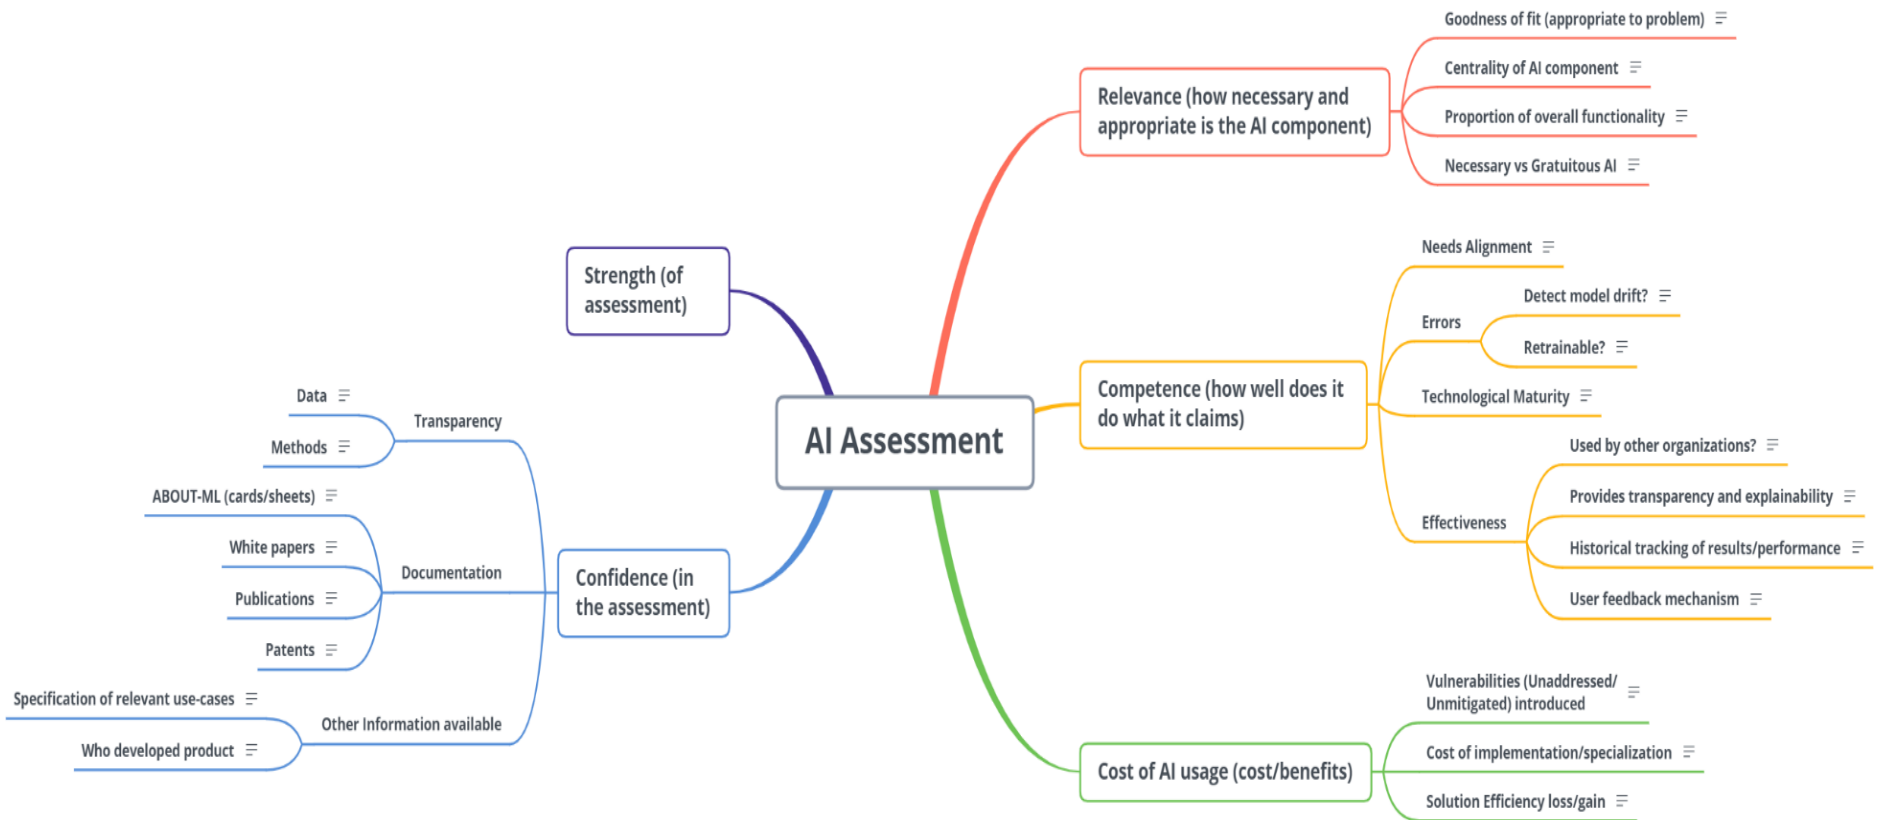 Goodness of fit (appropriate to problem)
Centrality of AI component
Relevance (how necessary and
appropriate is the AI component)
Proportion of overall functionality
Necessary vs Gratuitous AI
Needs Alignment
Detect model drift?
Errors
Retrainable?
Competence (how well does it
do what it claims)
Technological Maturity
Used by other organizations?
Provides transparency and explainability
Effectiveness
Historical tracking of results/performance
User feedback mechanism
Strength (of
assessment)
AI Assessment
Data
Transparency
Methods
ABOUT-ML (cards/sheets)
White papers
Documentation
Publications
Patents
Confidence (in
the assessment)
Specification of relevant use-cases
Other Information available
Who developed product
Vulnerabilities (Unaddressed/
Unmitigated) introduced
Cost of AI usage (cost/benefits)
Cost of implementation/specialization
Solution Efficiency loss/gain